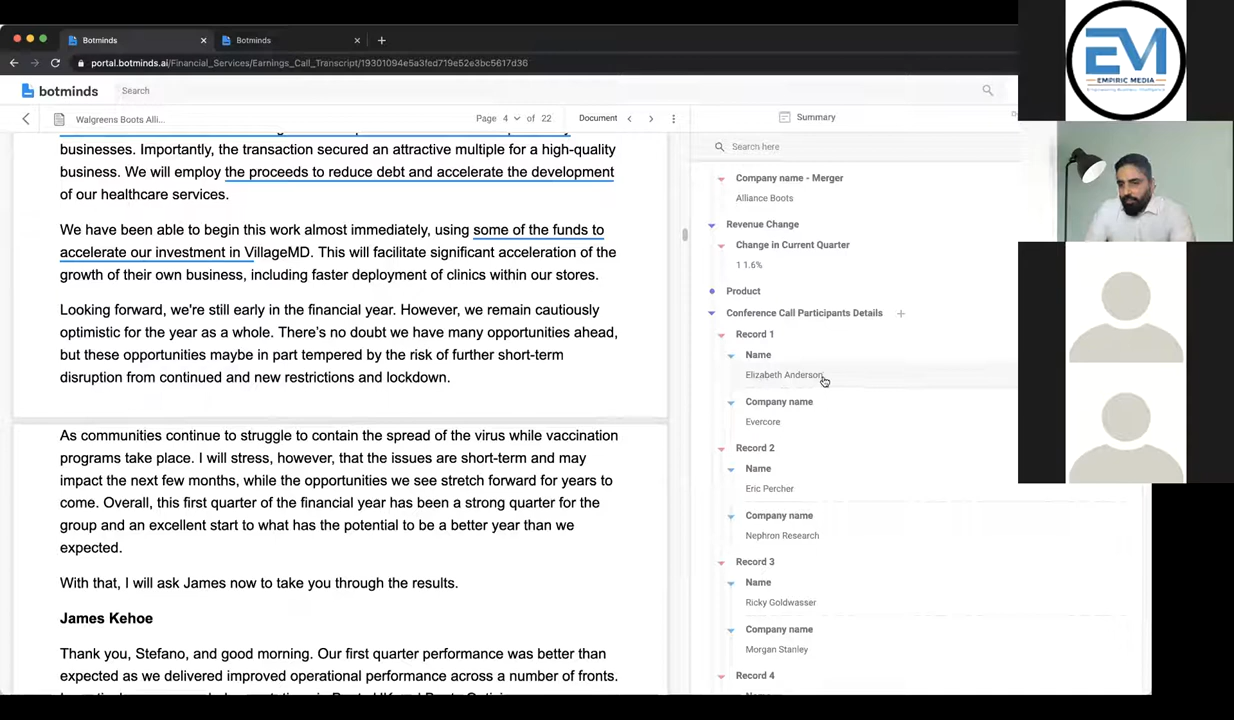 Botminds
Botminds
portal.botminds.ai/Financial_Services/Earnings_Call_Transcript/19301094e5a3fed719e52e3bc5617d36
botminds
Search
Walgreens Boots Alli...
Page 4 of 22
Document
Summary
businesses. Importantly, the transaction secured an attractive multiple for a high-quality
business. We will employ the proceeds to reduce debt and accelerate the development
of our healthcare services.
We have been able to begin this work almost immediately, using some of the funds to
accelerate our investment in VillageMD. This will facilitate significant acceleration of the
growth of their own business, including faster deployment of clinics within our stores.
Looking forward, we're still early in the financial year. However, we remain cautiously
optimistic for the year as a whole. There's no doubt we have many opportunities ahead,
but these opportunities maybe in part tempered by the risk of further short-term
disruption from continued and new restrictions and lockdown.
As communities continue to struggle to contain the spread of the virus while vaccination
programs take place. I will stress, however, that the issues are short-term and may
impact the next few months, while the opportunities we see stretch forward for years to
come. Overall, this first quarter of the financial year has been a strong quarter for the
group and an excellent start to what has the potential to be a better year than we
expected.
With that, I will ask James now to take you through the results.
James Kehoe
Thank you, Stefano, and good morning. Our first quarter performance was better than
expected as we delivered improved operational performance across a number of fronts.
Search here
Company name - Merger
Alliance Boots
Revenue Change
Change in Current Quarter
1 1.6%
Product
Conference Call Participants Details +
Record 1
Name
Elizabeth Anderson
Company name
Evercore
Record 2
Name
Eric Percher
Company name
Nephron Research
Record 3
Name
Ricky Goldwasser
Company name
Morgan Stanley
Record 4
EM
EMPIRIC MEDIA